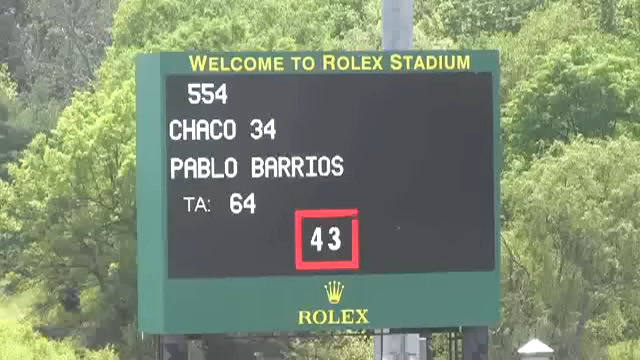 WELCOME TO ROLEX STADIUM
554
CHACO 34
PABLO BARRIOS
TA: 64
43
ROLEX